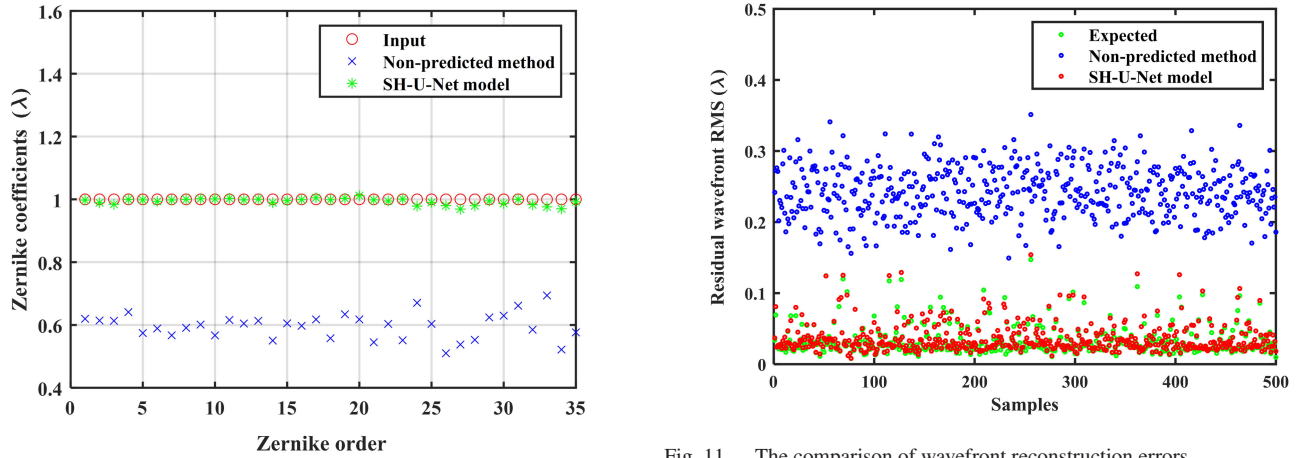 1.6
1.4
1.2
1
0.8
0.6
0.4
0
5
10
15
20
25
30
35
Zernike coefficients (λ)
Zernike order
Input
Non-predicted method
SH-U-Net model
0.5
0.4
0.3
0.2
0.1
0
0
100
200
300
400
500
Residual wavefront RMS (λ)
Samples
Expected
Non-predicted method
SH-U-Net model
Fig. 11. The comparison of wavefront reconstruction errors